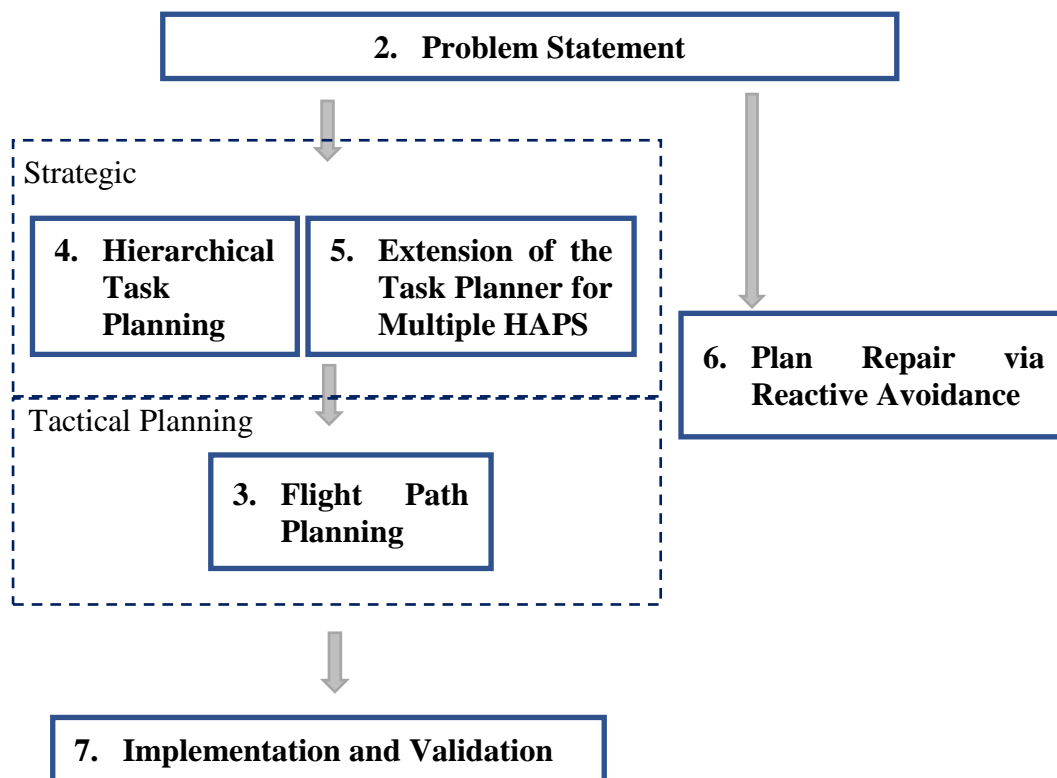 2. Problem Statement
Strategic
4. Hierarchical
Task
Planning
5. Extension of the
Task Planner for
Multiple HAPS
6. Plan Repair via
Reactive Avoidance
Tactical Planning
3. Flight Path
Planning
7. Implementation and Validation